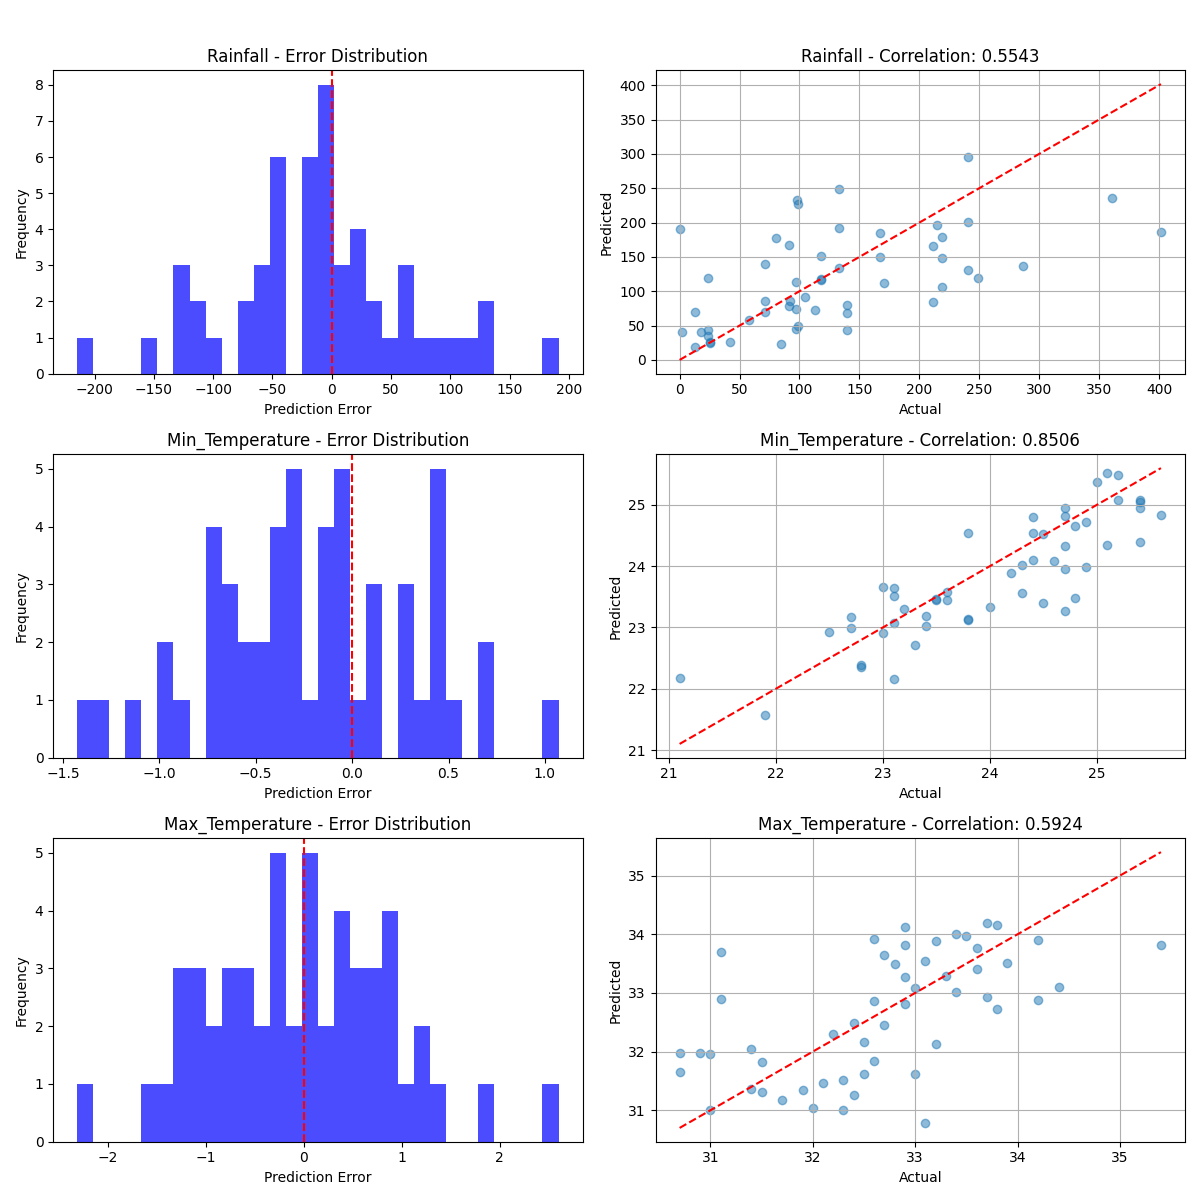 Rainfall - Error Distribution
Frequency
8
7
6
5
4
3
2
1
0
−200 −150 −100 −50 0 50 100 150 200
Prediction Error
Rainfall - Correlation: 0.5543
Predicted
400
350
300
250
200
150
100
50
0
0 50 100 150 200 250 300 350 400
Actual
Min_Temperature - Error Distribution
Frequency
5
4
3
2
1
0
−1.5 −1.0 −0.5 0.0 0.5 1.0
Prediction Error
Min_Temperature - Correlation: 0.8506
Predicted
25
24
23
22
21
21 22 23 24 25
Actual
Max_Temperature - Error Distribution
Frequency
5
4
3
2
1
0
−2 −1 0 1 2
Prediction Error
Max_Temperature - Correlation: 0.5924
Predicted
35
34
33
32
31
31 32 33 34 35
Actual